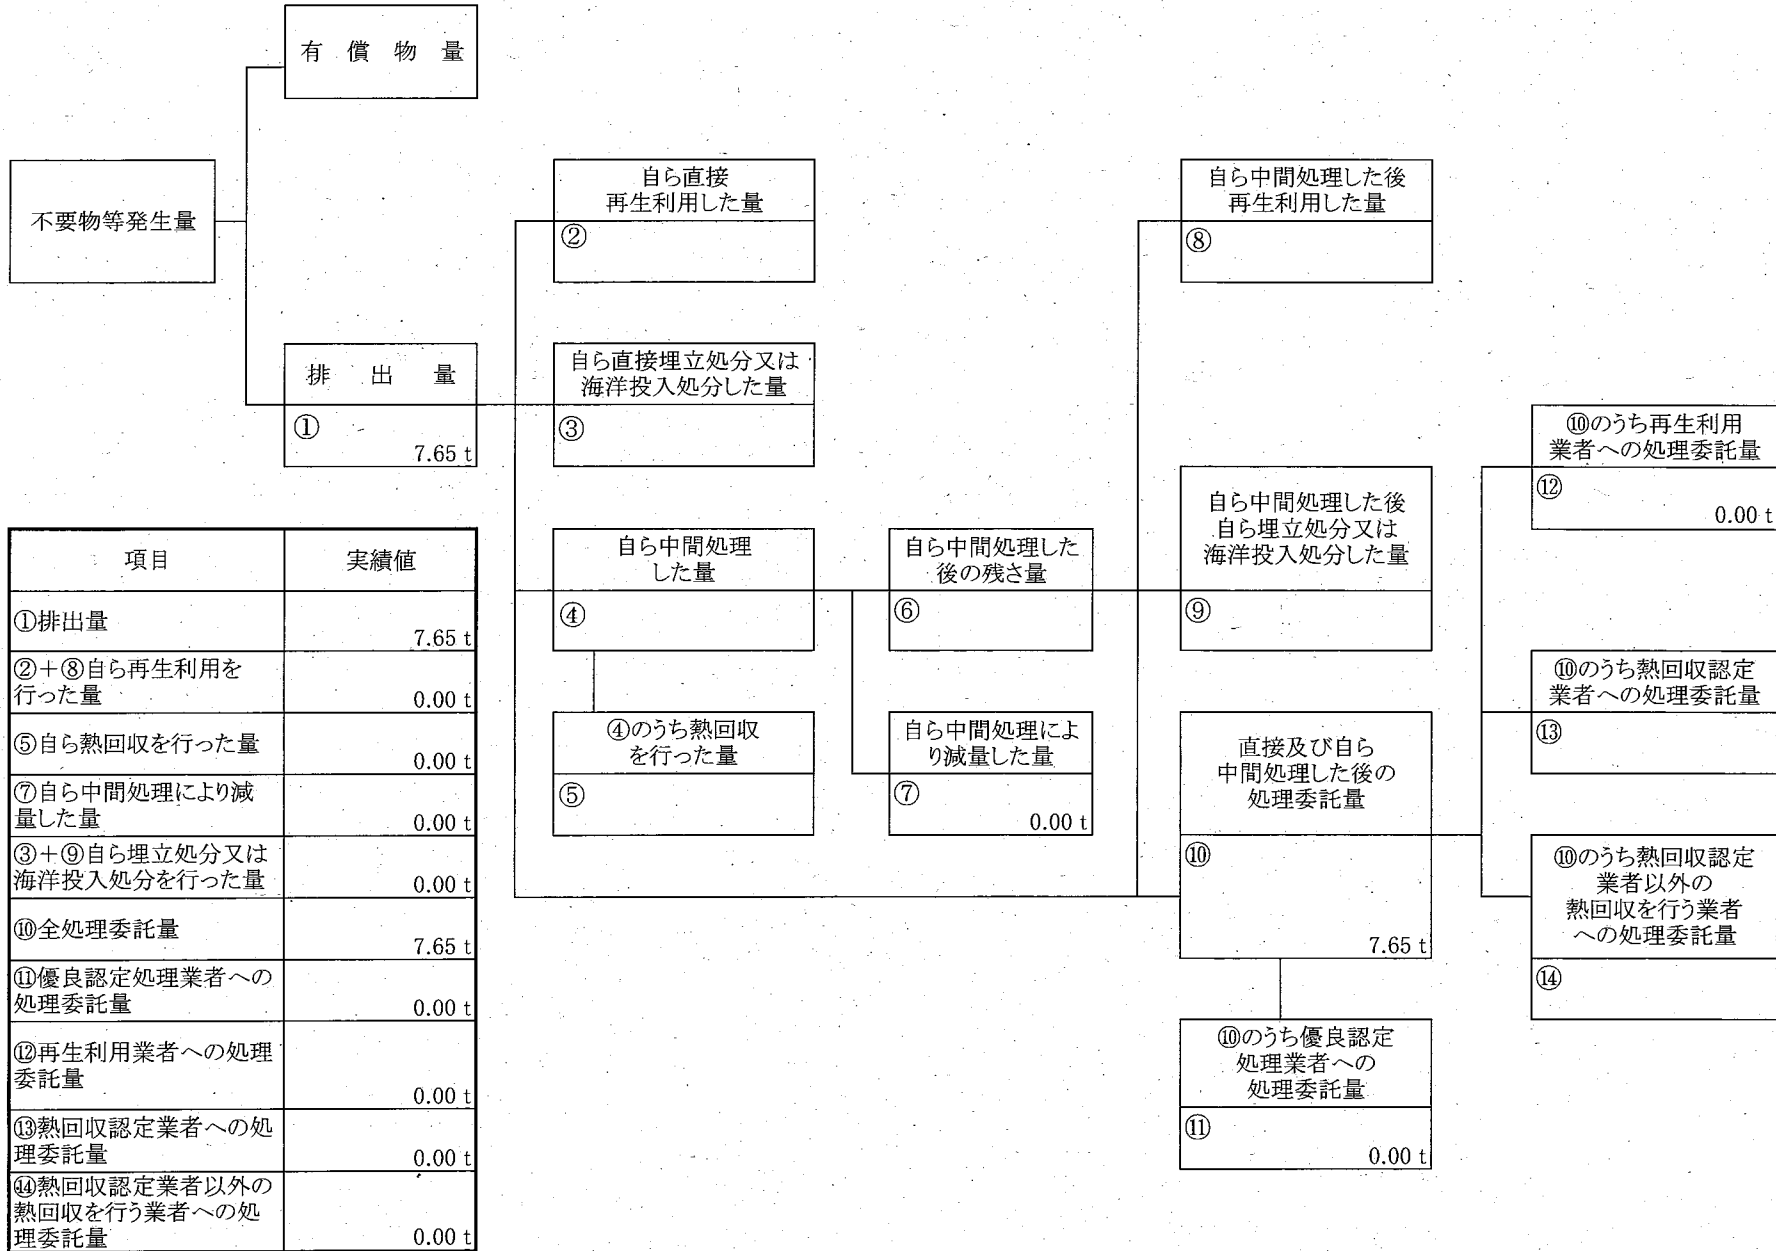 有償物量
不要物等発生量
排出量
①
7.65 t
自ら直接
再生利用した量
②
自ら直接埋立処分又は
海洋投入処分した量
③
自ら中間処理
した量
④
④のうち熱回収
を行った量
⑤
自ら中間処理した
後の残さ量
⑥
自ら中間処理によ
り減量した量
⑦
0.00 t
自ら中間処理した後
再生利用した量
⑧
自ら中間処理した後
自ら埋立処分又は
海洋投入処分した量
⑨
直接及び自ら
中間処理した後の
処理委託量
⑩
7.65 t
⑩のうち優良認定
処理業者への
処理委託量
⑪
0.00 t
⑩のうち再生利用
業者への処理委託量
⑫
0.00 t
⑩のうち熱回収認定
業者への処理委託量
⑬
⑩のうち熱回収認定
業者以外の
熱回収を行う業者
への処理委託量
⑭
項目 実績値
①排出量
7.65 t
②+⑧自ら再生利用を
行った量
0.00 t
⑤自ら熱回収を行った量
0.00 t
⑦自ら中間処理により減
量した量
0.00 t
③+⑨自ら埋立処分又は
海洋投入処分を行った量
0.00 t
⑩全処理委託量
7.65 t
⑪優良認定処理業者への
処理委託量
0.00 t
⑫再生利用業者への処理
委託量
0.00 t
⑬熱回収認定業者への処
理委託量
0.00 t
⑭熱回収認定業者以外の
熱回収を行う業者への処
理委託量
0.00 t